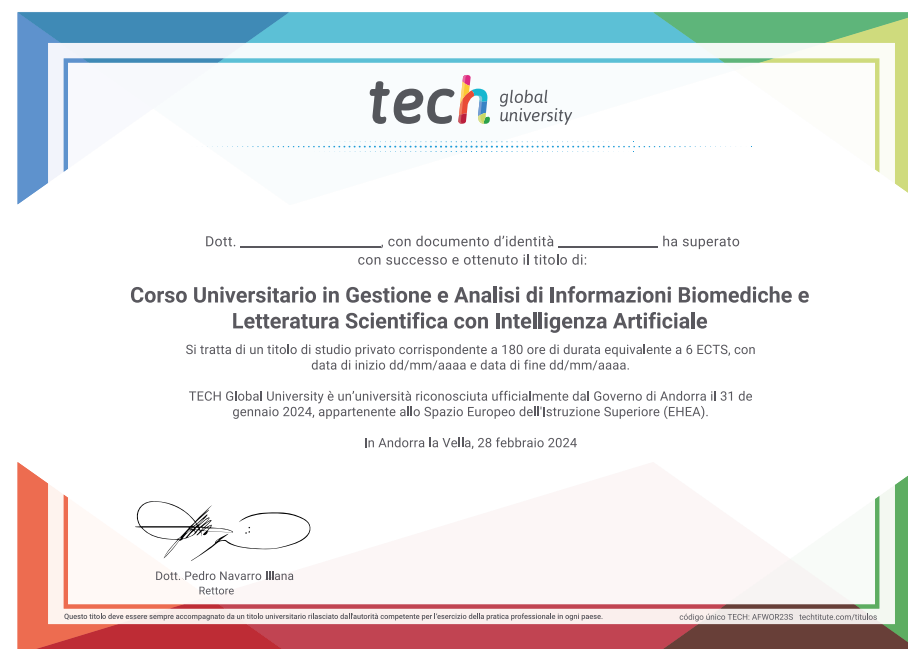 tech global
university
Dott. , con documento d'identità ha superato
con successo e ottenuto il titolo di:
Corso Universitario in Gestione e Analisi di Informazioni Biomediche e
Letteratura Scientifica con Intelligenza Artificiale
Si tratta di un titolo di studio privato corrispondente a 180 ore di durata equivalente a 6 ECTS, con
data di inizio dd/mm/aaaa e data di fine dd/mm/aaaa.
TECH Global University è un'università riconosciuta ufficialmente dal Governo di Andorra il 31 de
gennaio 2024, appartenente allo Spazio Europeo dell'Istruzione Superiore (EHEA).
In Andorra la Vella, 28 febbraio 2024
Dott. Pedro Navarro Illana
Rettore
Questo titolo deve essere sempre accompagnato da un titolo universitario rilasciato dall'autorità competente per l'esercizio della pratica professionale in ogni paese.
código único TECH: AFWOR23S techtitute.com/titulos